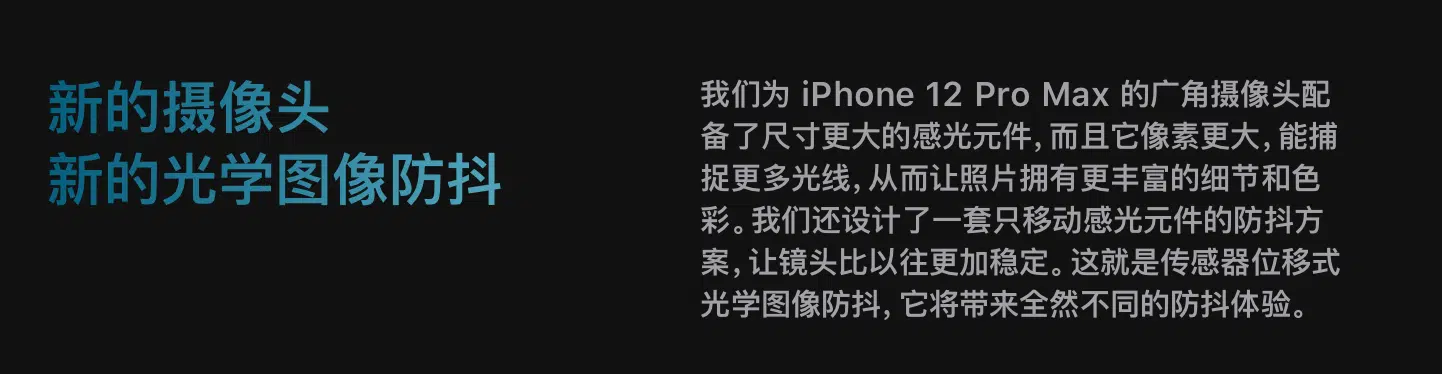 新的摄像头
新的光学图像防抖
我们为 iPhone 12 Pro Max 的广角摄像头配
备了尺寸更大的感光元件，而且它像素更大，能捕
捉更多光线，从而让照片拥有更丰富的细节和色
彩。我们还设计了一套只移动感光元件的防抖方
案，让镜头比以往更加稳定。这就是传感器位移式
光学图像防抖，它将带来全然不同的防抖体验。